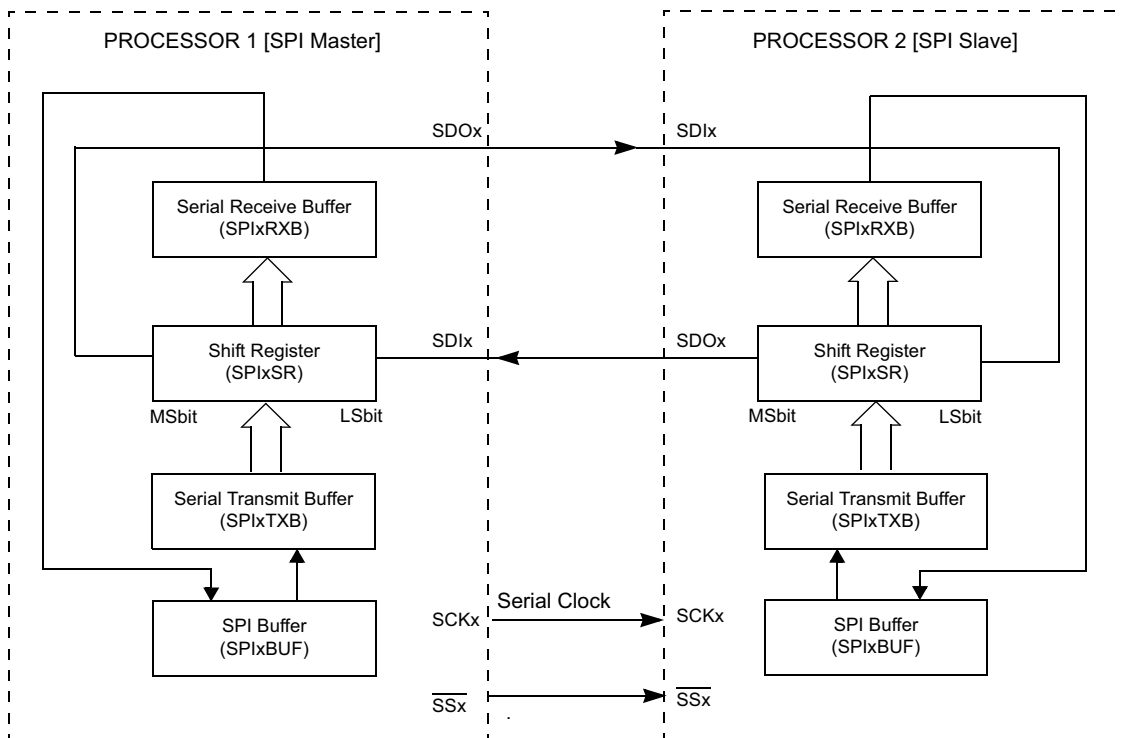 PROCESSOR 1 [SPI Master]
PROCESSOR 2 [SPI Slave]
SDOx
SDIx
Serial Receive Buffer
(SPIxRXB)
Serial Receive Buffer
(SPIxRXB)
Shift Register
(SPIxSR)
SDIx
SDOx
Shift Register
(SPIxSR)
MSbit
LSbit
MSbit
LSbit
Serial Transmit Buffer
(SPIxTXB)
Serial Transmit Buffer
(SPIxTXB)
SPI Buffer
(SPIxBUF)
SCKx
Serial Clock
SCKx
SPI Buffer
(SPIxBUF)
S̅S̅x̅
S̅S̅x̅